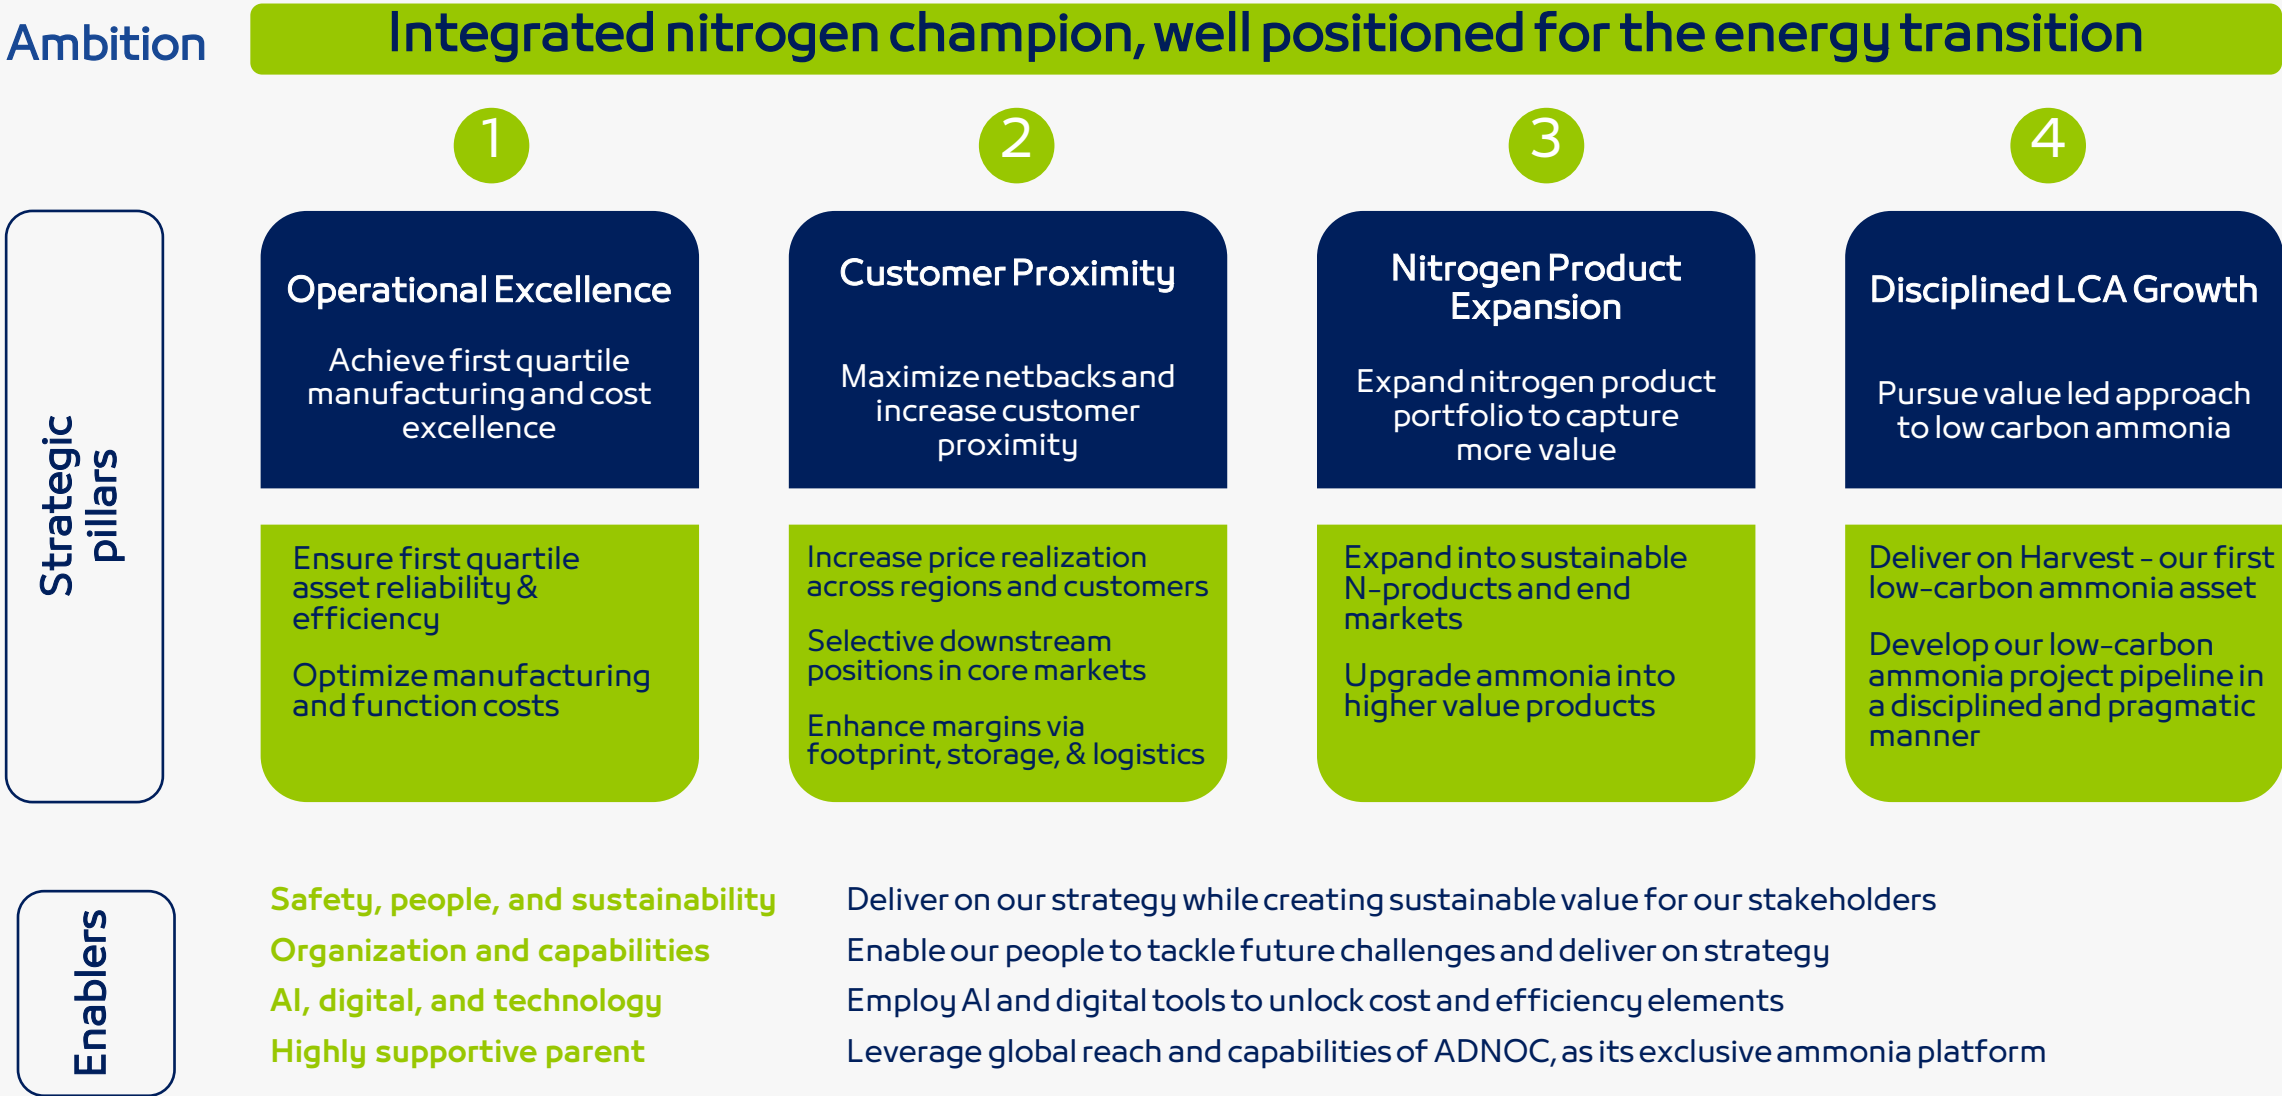 Ambition
Integrated nitrogen champion, well positioned for the energy transition
1
2
3
4
Strategic
pillars
Operational Excellence
Achieve first quartile
manufacturing and cost
excellence
Ensure first quartile
asset reliability &
efficiency
Optimize manufacturing
and function costs
Customer Proximity
Maximize netbacks and
increase customer
proximity
Increase price realization
across regions and customers
Selective downstream
positions in core markets
Enhance margins via
footprint, storage, & logistics
Nitrogen Product
Expansion
Expand nitrogen product
portfolio to capture
more value
Expand into sustainable
N-products and end
markets
Upgrade ammonia into
higher value products
Disciplined LCA Growth
Pursue value led approach
to low carbon ammonia
Deliver on Harvest - our first
low-carbon ammonia asset
Develop our low-carbon
ammonia project pipeline in
a disciplined and pragmatic
manner
Enablers
Safety, people, and sustainability
Deliver on our strategy while creating sustainable value for our stakeholders
Organization and capabilities
Enable our people to tackle future challenges and deliver on strategy
AI, digital, and technology
Employ AI and digital tools to unlock cost and efficiency elements
Highly supportive parent
Leverage global reach and capabilities of ADNOC, as its exclusive ammonia platform